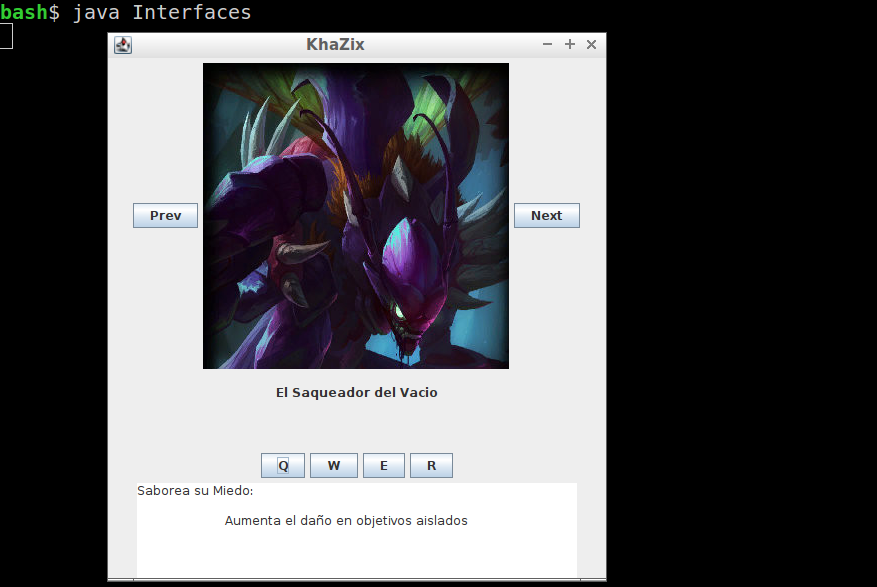 bash$ java Interfaces
KhaZix
Prev
Next
El Saqueador del Vacio
Q W E R
Saborea su Miedo:
Aumenta el daño en objetivos aislados